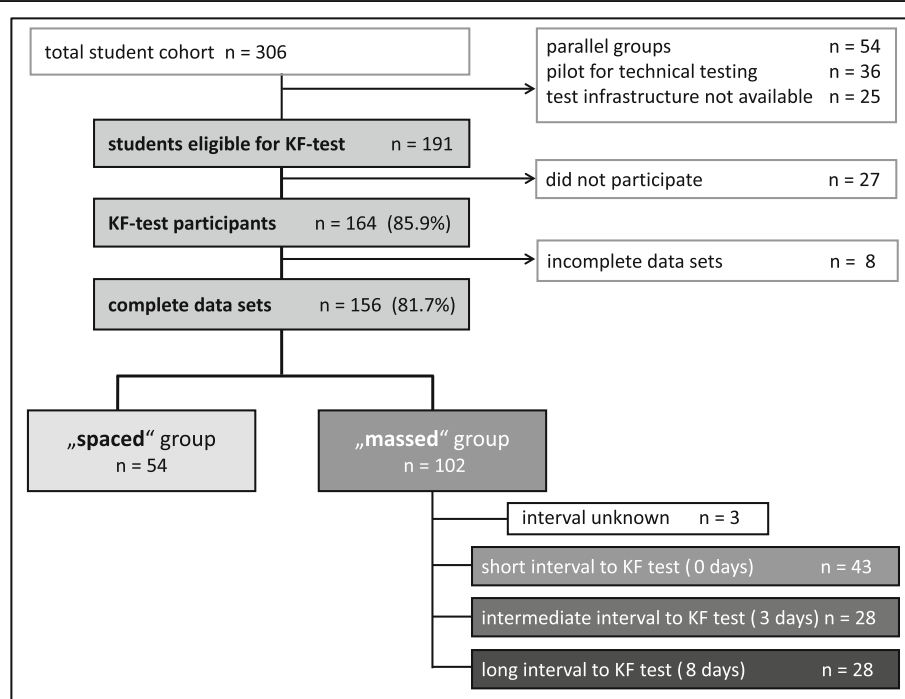 total student cohort n = 306
parallel groups n = 54
pilot for technical testing n = 36
test infrastructure not available n = 25
students eligible for KF-test n = 191
did not participate n = 27
KF-test participants n = 164 (85.9%)
incomplete data sets n = 8
complete data sets n = 156 (81.7%)
„spaced“ group
n = 54
„massed“ group
n = 102
interval unknown n = 3
short interval to KF test ( 0 days) n = 43
intermediate interval to KF test ( 3 days) n = 28
long interval to KF test ( 8 days) n = 28